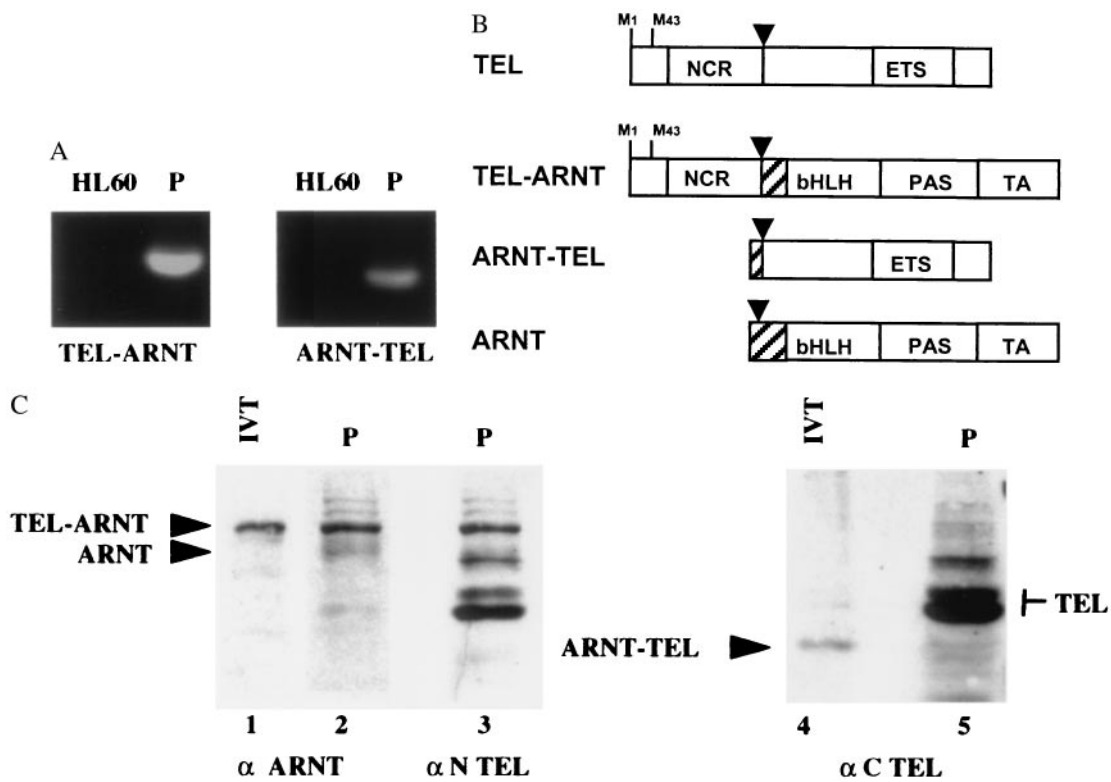 A
HL60 P
HL60 P
TEL-ARNT
ARNT-TEL
B
M1 M43
TEL
NCR
ETS
M1 M43
TEL-ARNT
NCR
bHLH
PAS
TA
ARNT-TEL
ETS
ARNT
bHLH
PAS
TA
C
IVT
P
P
TEL-ARNT
ARNT
1 2 3
α ARNT
α N TEL
IVT
P
ARNT-TEL
TEL
4 5
α C TEL